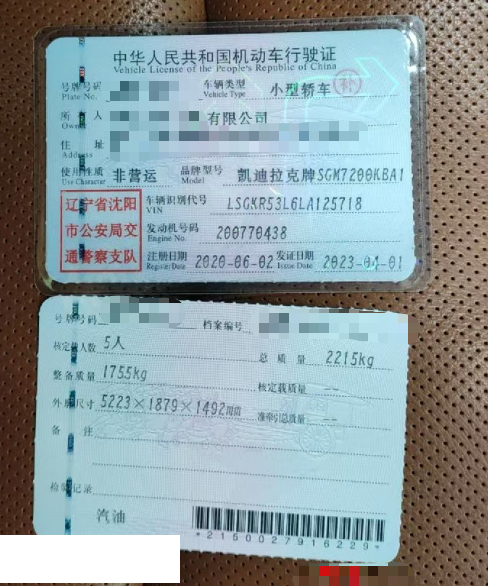 中华人民共和国机动车行驶证
Vehicle License of the People's Republic of China
号牌号码 车辆类型 小型轿车 补
Plate No. Vehicle Type
所 人 有限公司
Owner
住 址
Address
使用性质 非营运 品牌型号 凯迪拉克牌SGM7200KBA1
Use Character Model
辽宁省沈阳
市公安局交
通警察支队
车辆识别代号 LSGKR53L6LA125718
VIN
发动机号码 200770438
Engine No.
注册日期 2020-06-02 发证日期 2023-04-01
Register Date Issue Date
号牌号码 档案编号
核定载人数 5人 总 质 量 2215kg
整备质量 1755kg 核定载质量 --
外廓尺寸 5223×1879×1492mm 准牵引总质量 --
备 注
检验记录
汽油
*2150027916229*